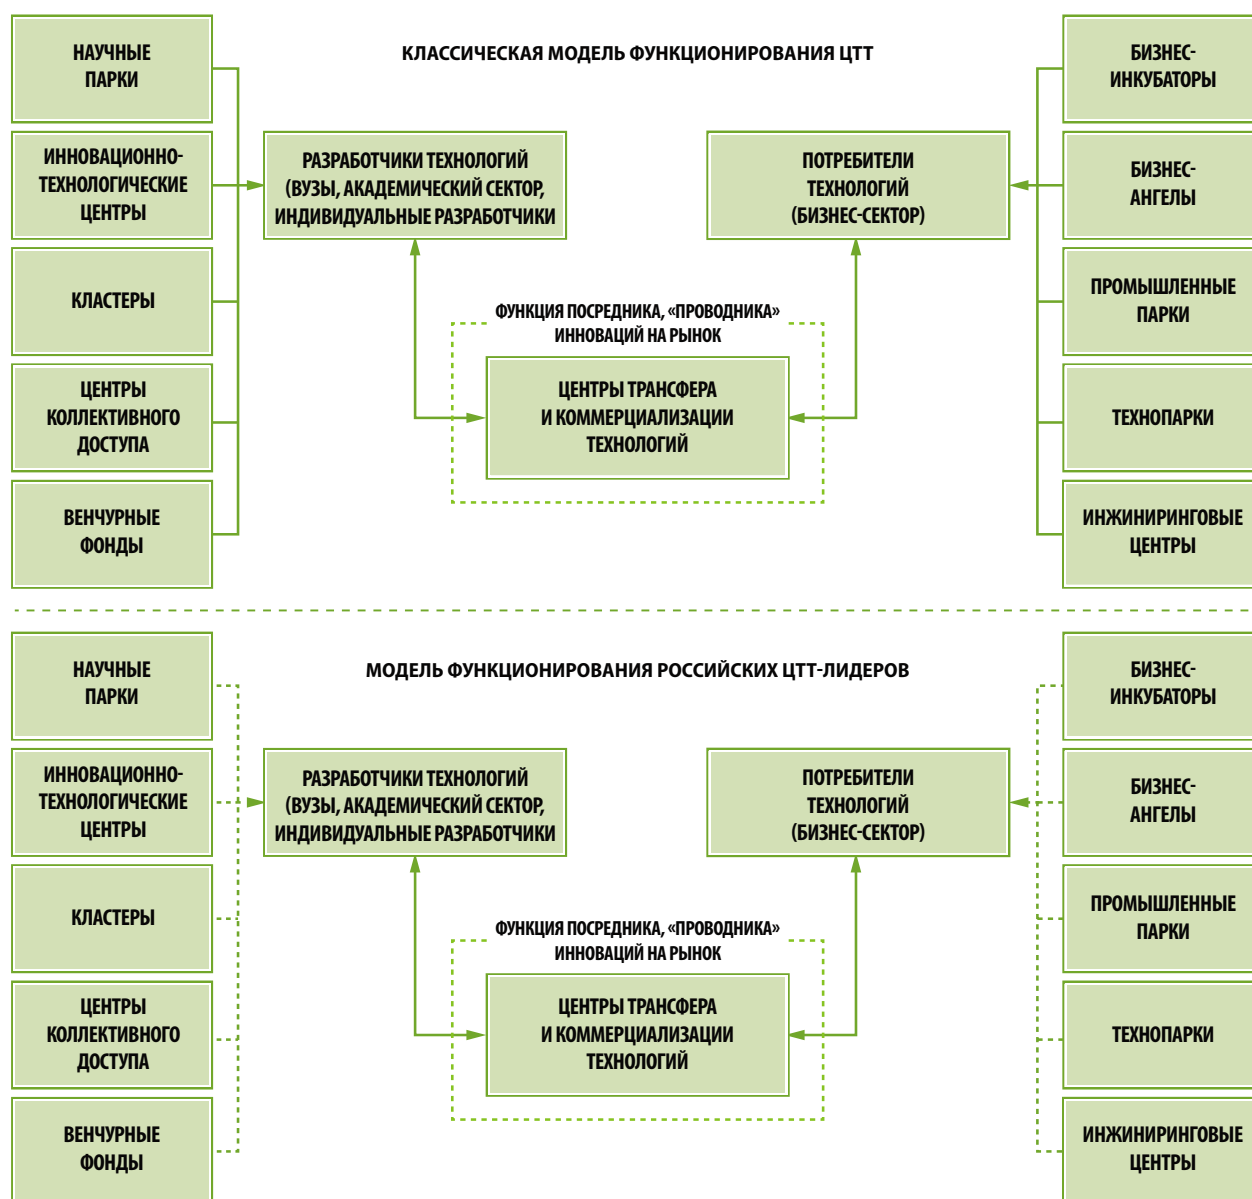 КЛАССИЧЕСКАЯ МОДЕЛЬ ФУНКЦИОНИРОВАНИЯ ЦТТ
НАУЧНЫЕ
ПАРКИ
ИННОВАЦИОННО-
ТЕХНОЛОГИЧЕСКИЕ
ЦЕНТРЫ
КЛАСТЕРЫ
ЦЕНТРЫ
КОЛЛЕКТИВНОГО
ДОСТУПА
ВЕНЧУРНЫЕ
ФОНДЫ
РАЗРАБОТЧИКИ ТЕХНОЛОГИЙ
(ВУЗЫ, АКАДЕМИЧЕСКИЙ СЕКТОР,
ИНДИВИДУАЛЬНЫЕ РАЗРАБОТЧИКИ
ПОТРЕБИТЕЛИ
ТЕХНОЛОГИЙ
(БИЗНЕС-СЕКТОР)
ФУНКЦИЯ ПОСРЕДНИКА, «ПРОВОДНИКА»
ИННОВАЦИЙ НА РЫНОК
ЦЕНТРЫ ТРАНСФЕРА
И КОММЕРЦИАЛИЗАЦИИ
ТЕХНОЛОГИЙ
БИЗНЕС-
ИНКУБАТОРЫ
БИЗНЕС-
АНГЕЛЫ
ПРОМЫШЛЕННЫЕ
ПАРКИ
ТЕХНОПАРКИ
ИНЖИНИРИНГОВЫЕ
ЦЕНТРЫ
МОДЕЛЬ ФУНКЦИОНИРОВАНИЯ РОССИЙСКИХ ЦТТ-ЛИДЕРОВ
НАУЧНЫЕ
ПАРКИ
ИННОВАЦИОННО-
ТЕХНОЛОГИЧЕСКИЕ
ЦЕНТРЫ
КЛАСТЕРЫ
ЦЕНТРЫ
КОЛЛЕКТИВНОГО
ДОСТУПА
ВЕНЧУРНЫЕ
ФОНДЫ
РАЗРАБОТЧИКИ ТЕХНОЛОГИЙ
(ВУЗЫ, АКАДЕМИЧЕСКИЙ СЕКТОР,
ИНДИВИДУАЛЬНЫЕ РАЗРАБОТЧИКИ
ПОТРЕБИТЕЛИ
ТЕХНОЛОГИЙ
(БИЗНЕС-СЕКТОР)
ФУНКЦИЯ ПОСРЕДНИКА, «ПРОВОДНИКА»
ИННОВАЦИЙ НА РЫНОК
ЦЕНТРЫ ТРАНСФЕРА
И КОММЕРЦИАЛИЗАЦИИ
ТЕХНОЛОГИЙ
БИЗНЕС-
ИНКУБАТОРЫ
БИЗНЕС-
АНГЕЛЫ
ПРОМЫШЛЕННЫЕ
ПАРКИ
ТЕХНОПАРКИ
ИНЖИНИРИНГОВЫЕ
ЦЕНТРЫ